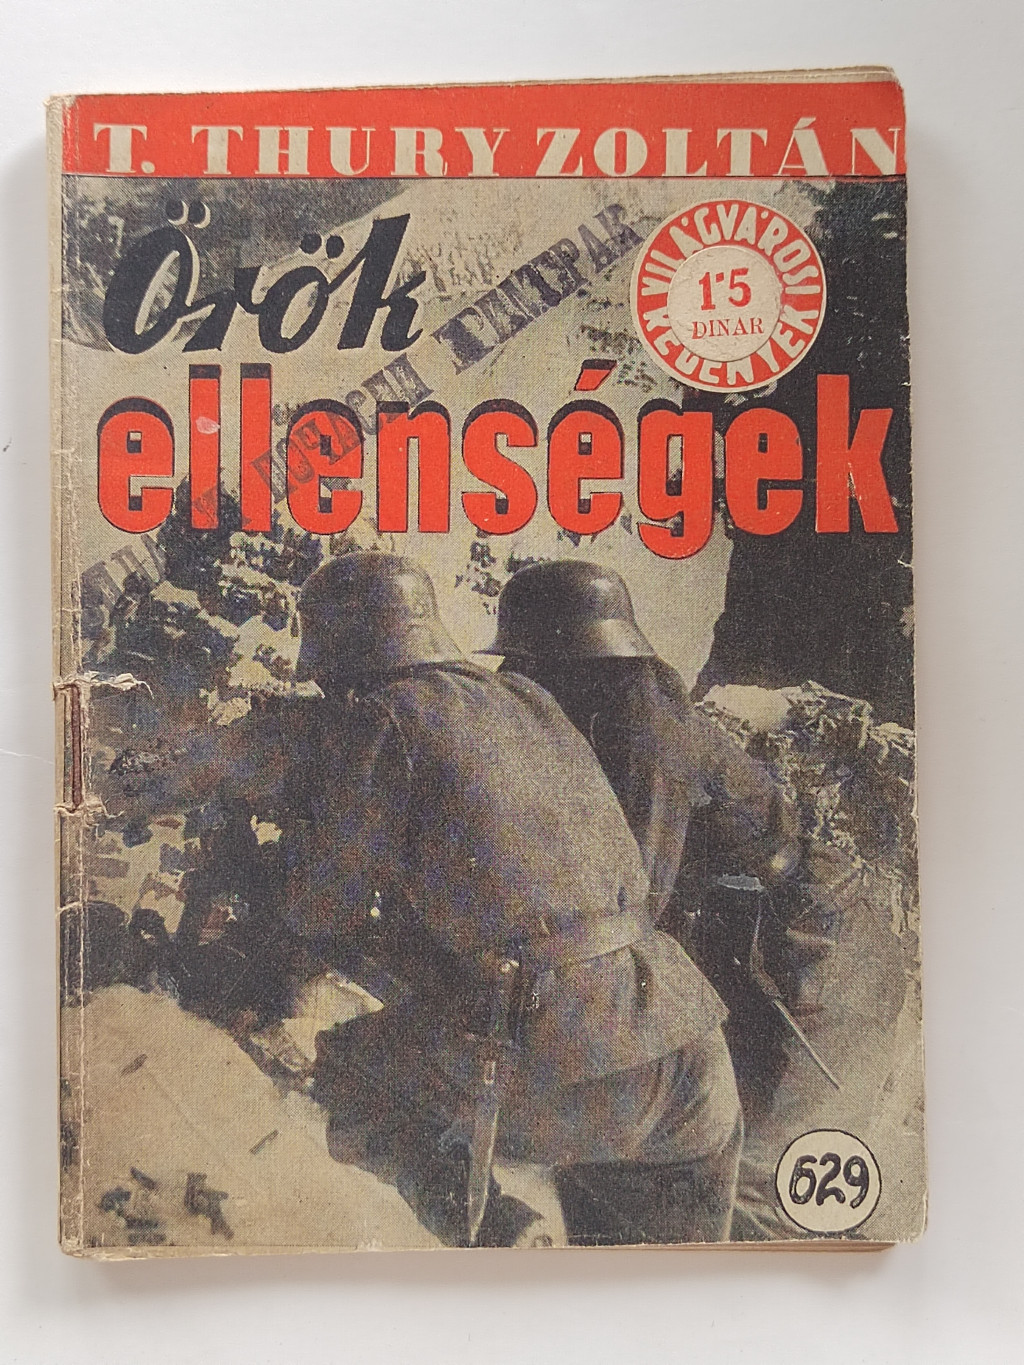 T. THURY ZOLTÁN
Örök
ellenségek
VILÁGVÁROSI REGÉNYEK
1·5
DINAR
629